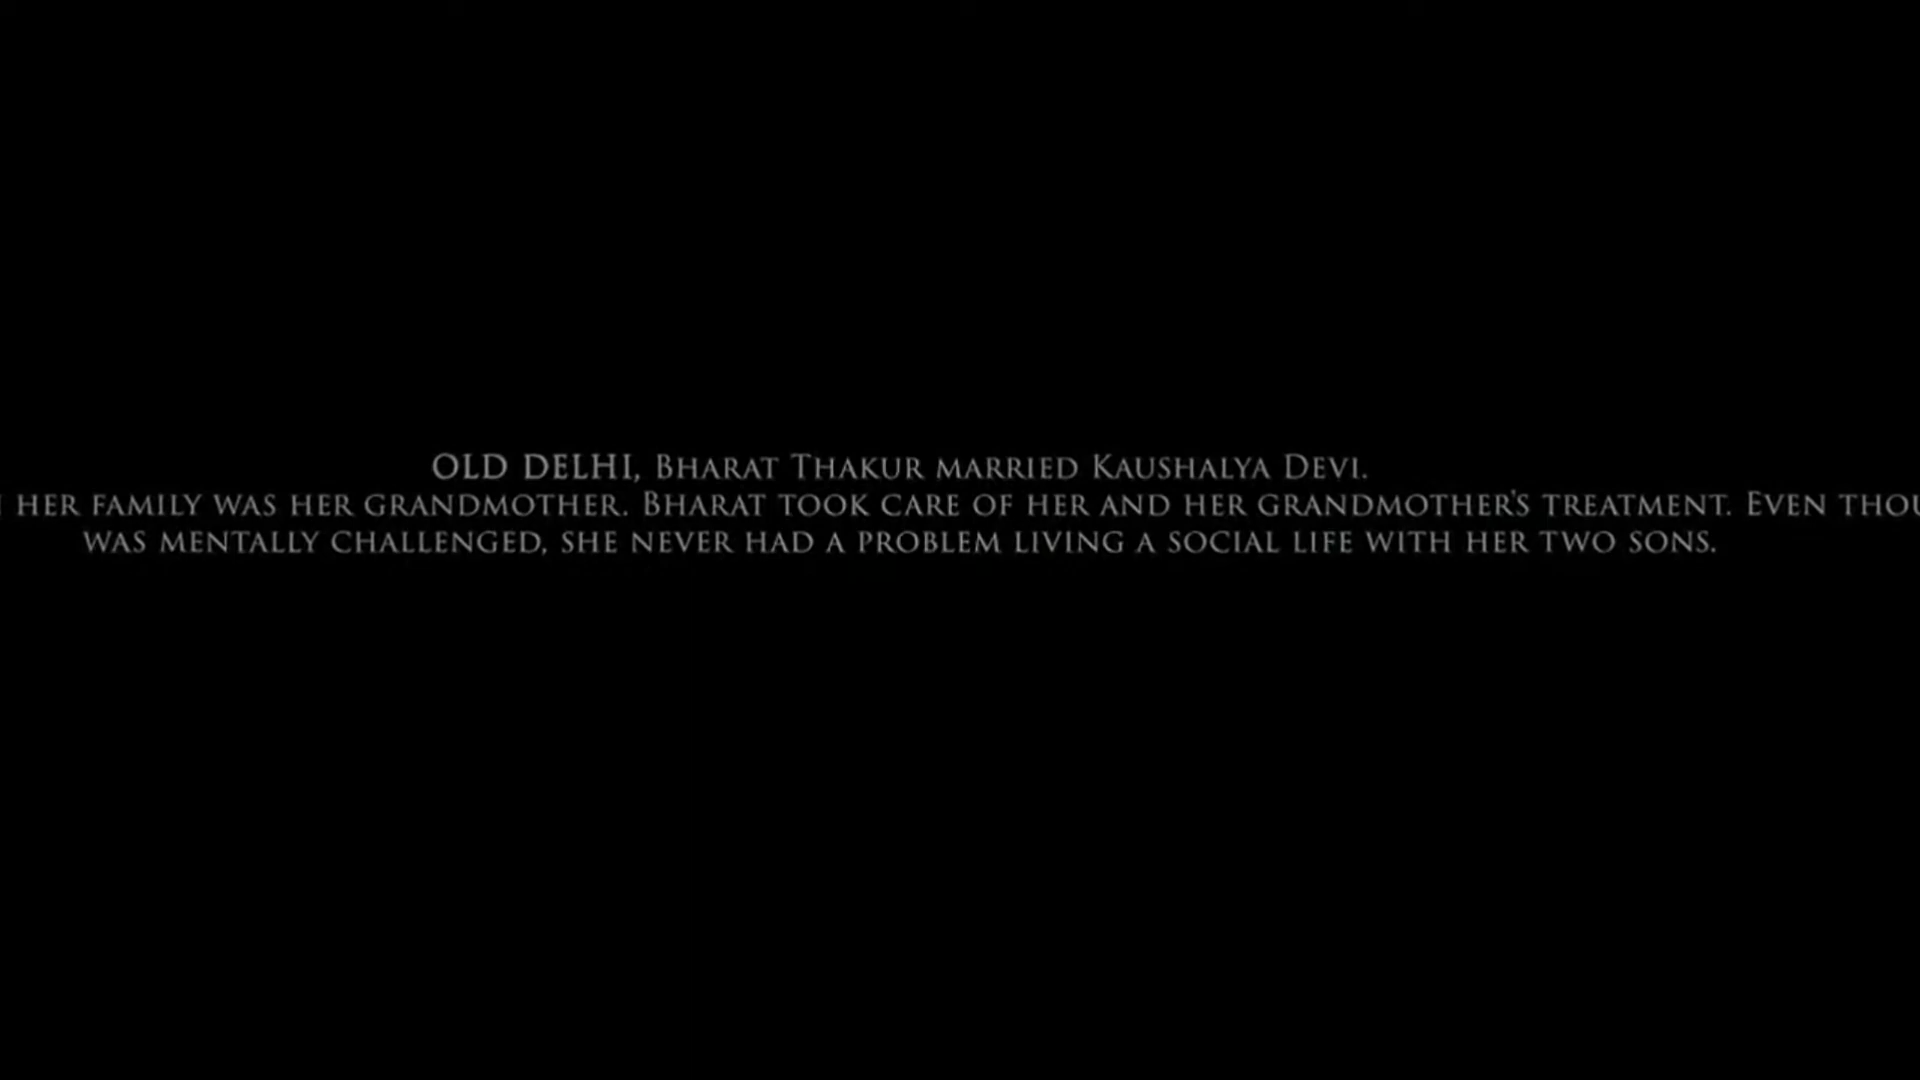 OLD DELHI, BHARAT THAKUR MARRIED KAUSHALYA DEVI.
HER FAMILY WAS HER GRANDMOTHER. BHARAT TOOK CARE OF HER AND HER GRANDMOTHER'S TREATMENT. EVEN THOU
WAS MENTALLY CHALLENGED, SHE NEVER HAD A PROBLEM LIVING A SOCIAL LIFE WITH HER TWO SONS.